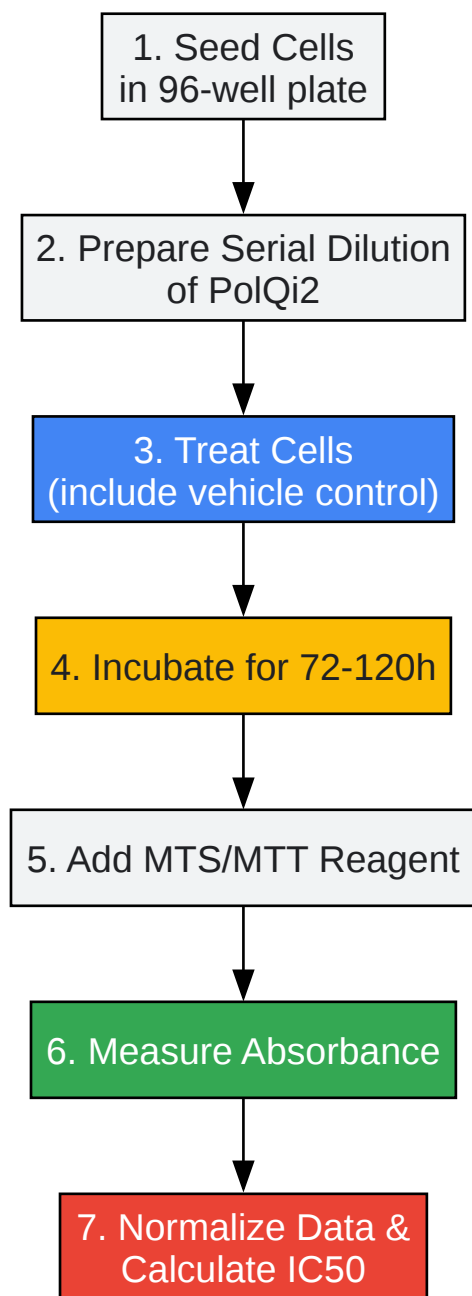 1. Seed Cells
in 96-well plate
2. Prepare Serial Dilution
of PolQi2
3. Treat Cells
(include vehicle control)
4. Incubate for 72-120h
5. Add MTS/MTT Reagent
6. Measure Absorbance
7. Normalize Data &
Calculate IC50